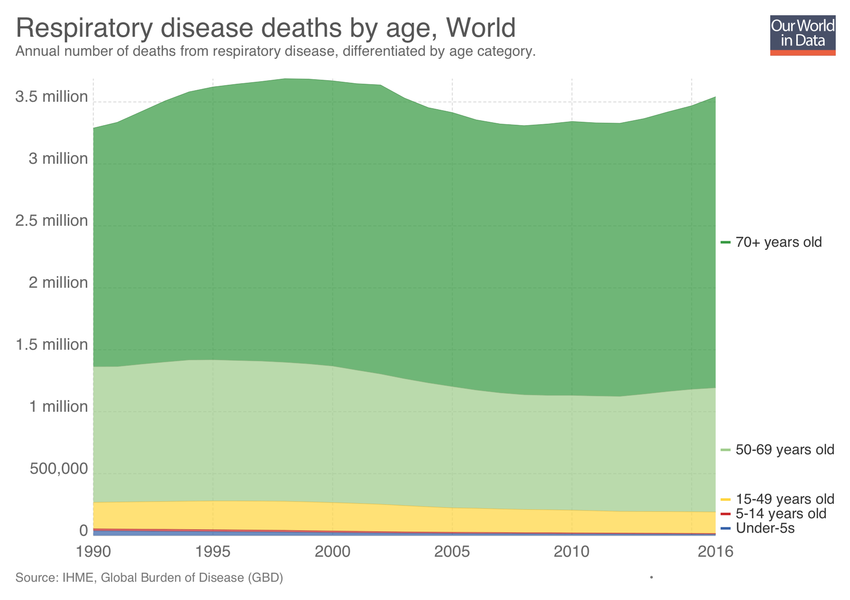 Respiratory disease deaths by age, World
Annual number of deaths from respiratory disease, differentiated by age category.
Our World
in Data
3.5 million
3 million
2.5 million
2 million
1.5 million
1 million
500,000
0
70+ years old
50-69 years old
15-49 years old
5-14 years old
Under-5s
1990
1995
2000
2005
2010
2016
Source: IHME, Global Burden of Disease (GBD)